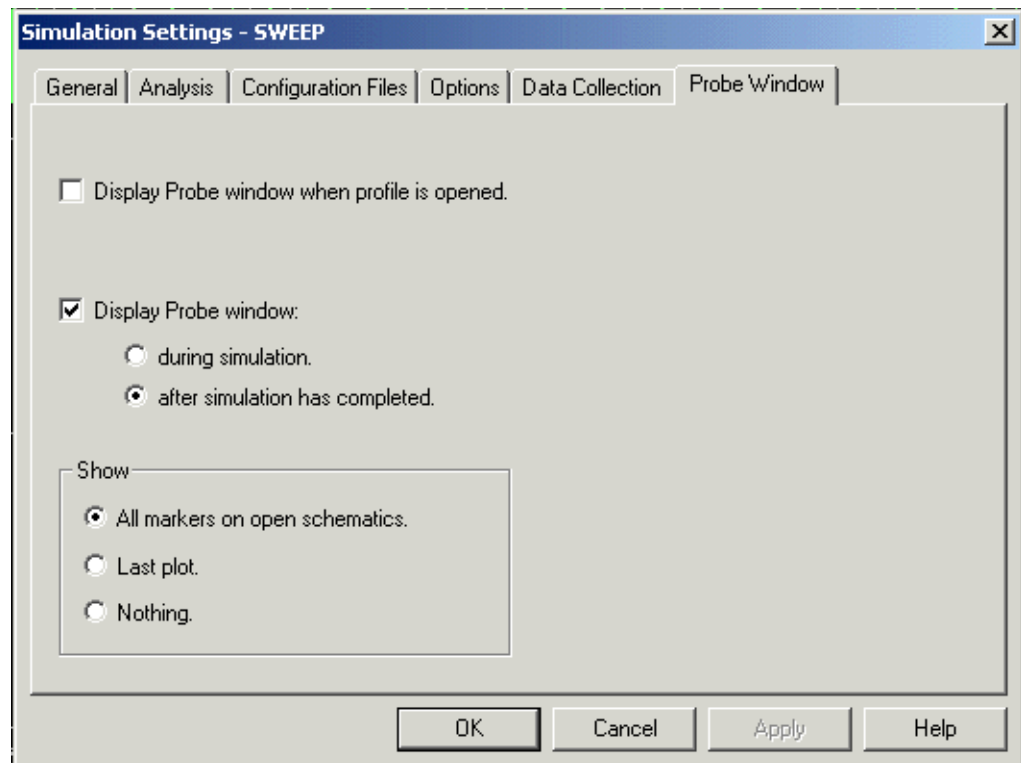 Simulation Settings - SWEEP
General Analysis Configuration Files Options Data Collection Probe Window
Display Probe window when profile is opened.
Display Probe window:
during simulation.
after simulation has completed.
Show
All markers on open schematics.
Last plot.
Nothing.
OK Cancel Apply Help